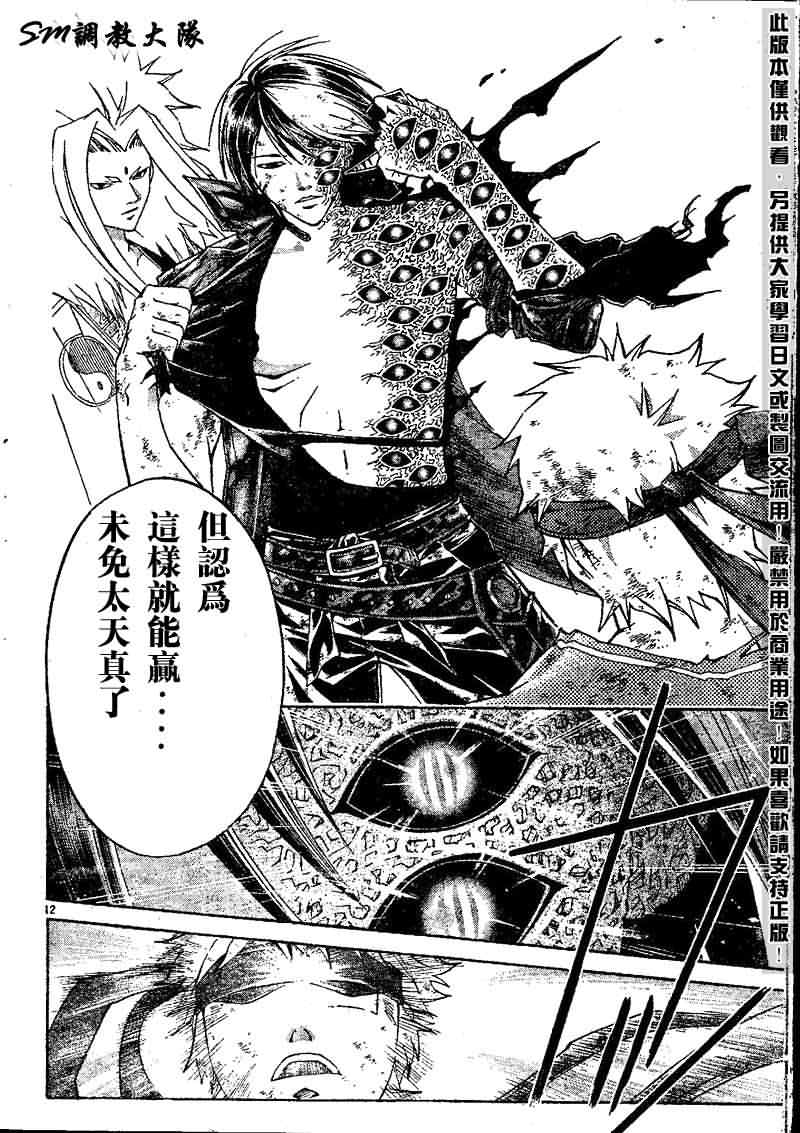 SM調教大隊
此版本僅供觀看．另提供大家學習日文或製圖交流用！嚴禁用於商業用途！如果喜歡請支持正版！
但認爲
這樣就能贏....
未免太天真了
12